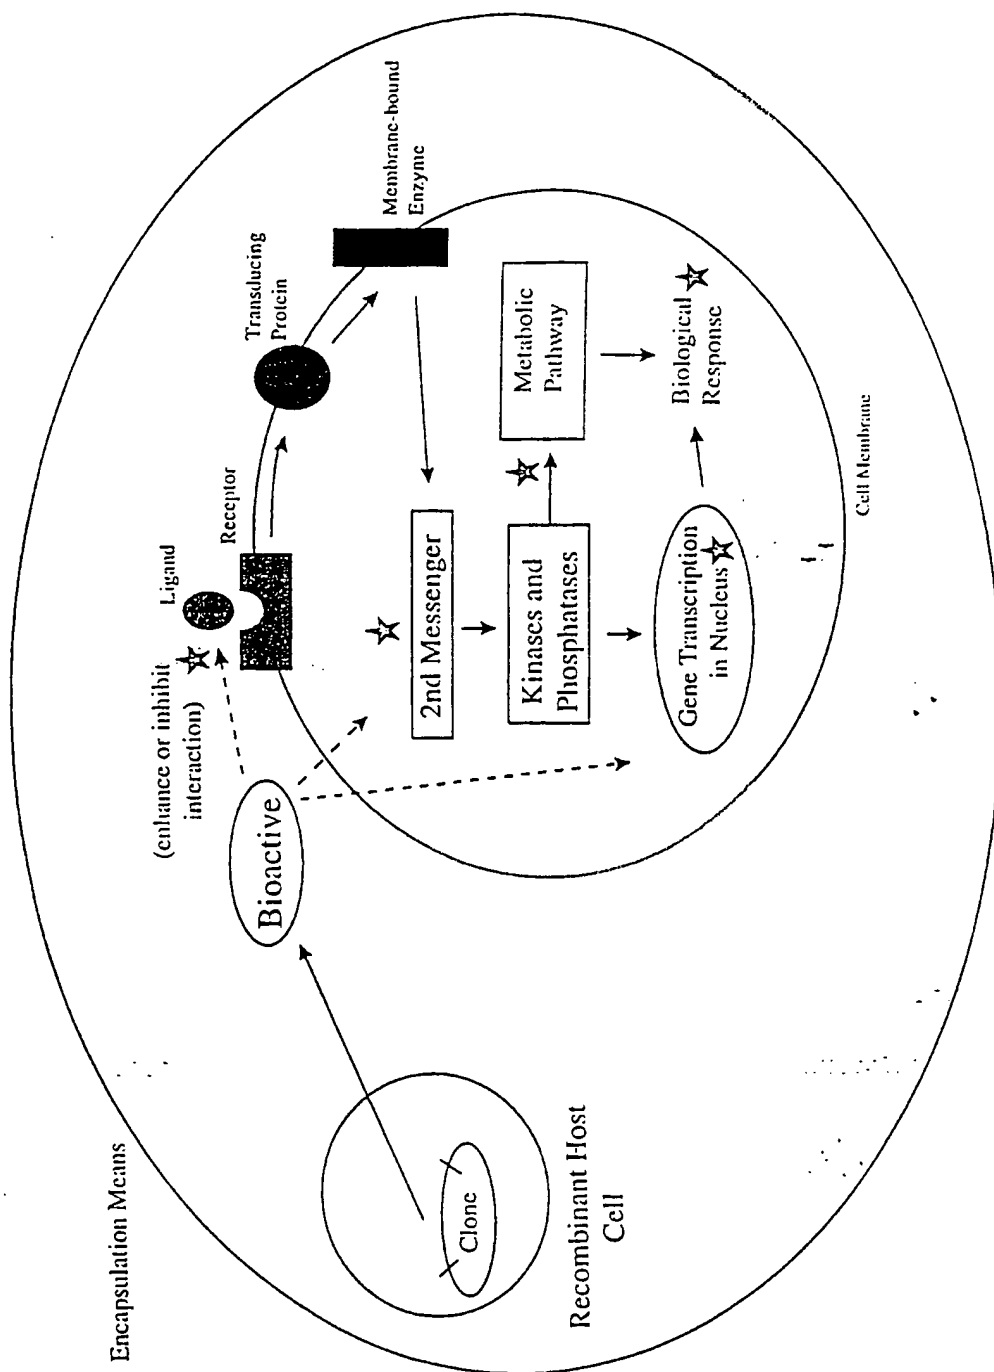 Encapsulation Means
Recombinant Host
Cell
Clone
Bioactive
(enhance or inhibit
interaction)
Ligand
Receptor
Transducing
Protein
Membrane-bound
Enzyme
2nd Messenger
Kinases and
Phosphatases
Metabolic
Pathway
Gene Transcription
in Nucleus
Biological
Response
Cell Membrane